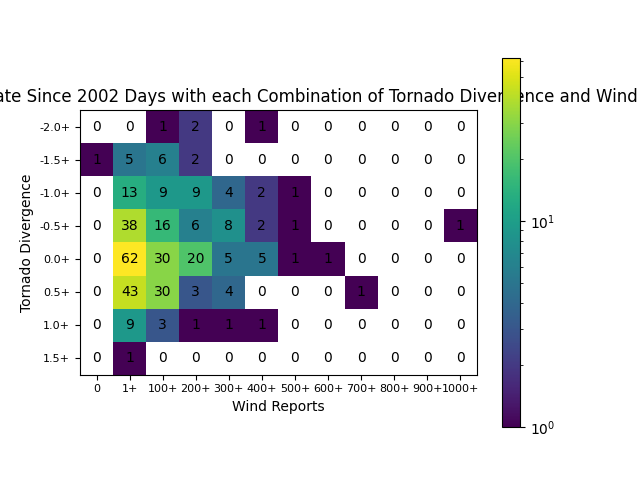 ate Since 2002 Days with each Combination of Tornado Divergence and Wind
-2.0+ 0 0 1 2 0 1 0 0 0 0 0 0
-1.5+ 1 5 6 2 0 0 0 0 0 0 0 0
-1.0+ 0 13 9 9 4 2 1 0 0 0 0 0
-0.5+ 0 38 16 6 8 2 1 0 0 0 0 1
0.0+ 0 62 30 20 5 5 1 1 0 0 0 0
0.5+ 0 43 30 3 4 0 0 0 1 0 0 0
1.0+ 0 9 3 1 1 1 0 0 0 0 0 0
1.5+ 0 1 0 0 0 0 0 0 0 0 0 0
0 1+ 100+ 200+ 300+ 400+ 500+ 600+ 700+ 800+ 900+ 1000+
Wind Reports
Tornado Divergence
10¹
10⁰